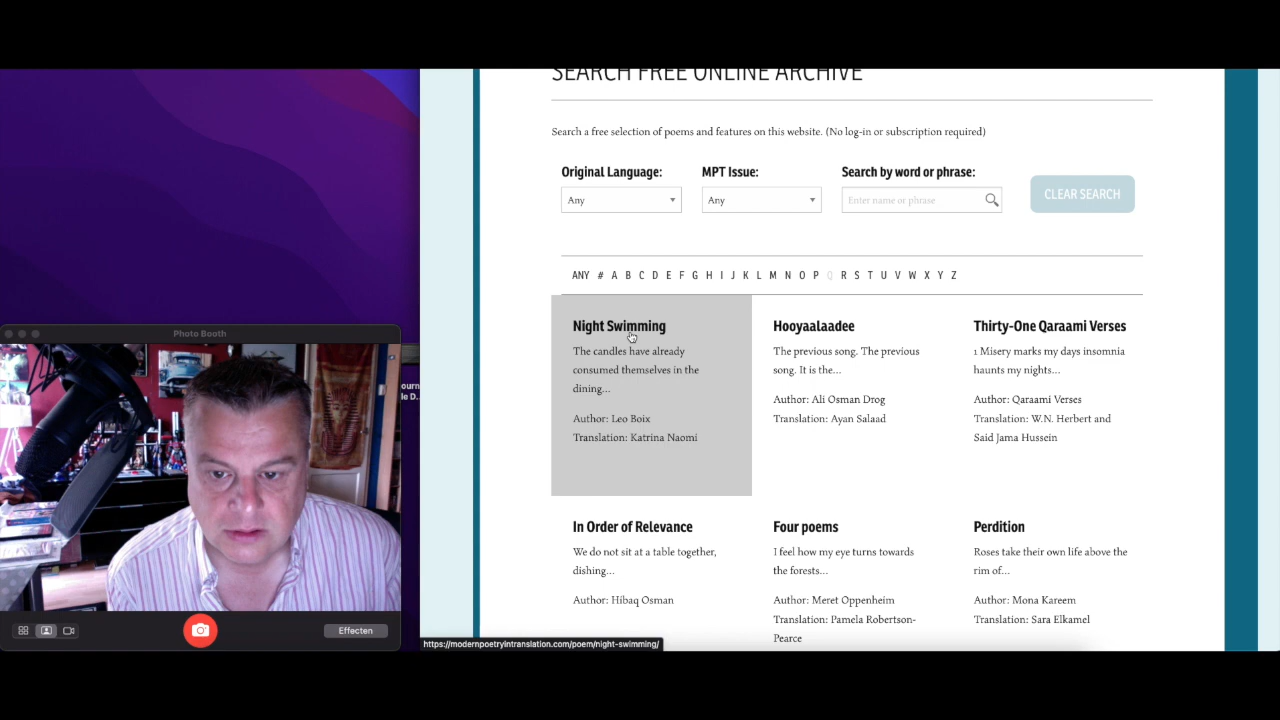 SEARCH FREE ONLINE ARCHIVE
Search a free selection of poems and features on this website. (No log-in or subscription required)
Original Language:
MPT Issue:
Search by word or phrase:
Any
Any
Enter name or phrase
CLEAR SEARCH
ANY # A B C D E F G H I J K L M N O P Q R S T U V W X Y Z
Night Swimming
The candles have already
consumed themselves in the
dining...
Author: Leo Boix
Translation: Katrina Naomi
Hooyaalaadee
The previous song. The previous
song. It is the...
Author: Ali Osman Drog
Translation: Ayan Salaad
Thirty-One Qaraami Verses
1 Misery marks my days insomnia
haunts my nights...
Author: Qaraami Verses
Translation: W.N. Herbert and
Said Jama Hussein
In Order of Relevance
We do not sit at a table together,
dishing...
Author: Hibaq Osman
Four poems
I feel how my eye turns towards
the forests...
Author: Meret Oppenheim
Translation: Pamela Robertson-
Pearce
Perdition
Roses take their own life above the
rim of...
Author: Mona Kareem
Translation: Sara Elkamel
Photo Booth
Effecten
ourn
le D..
https://modernpoetryintranslation.com/poem/night-swimming/